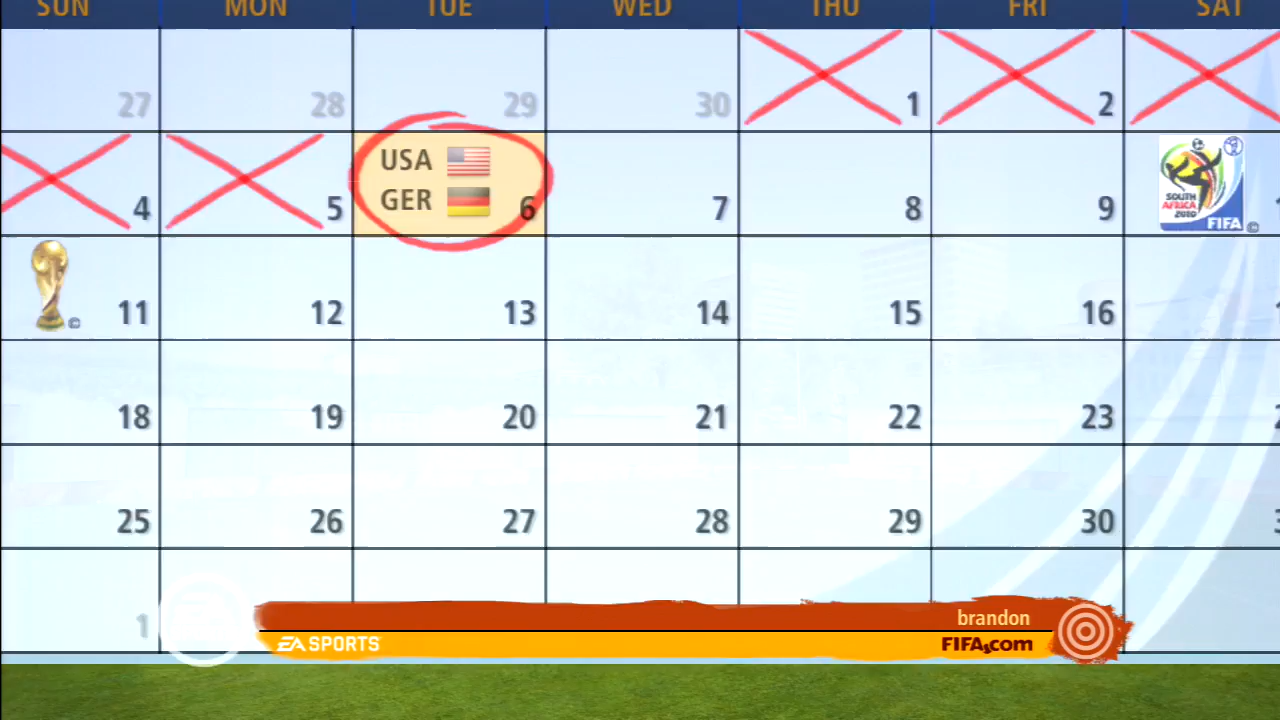 SUN MON TUE WED THU FRI SAT
27 28 29 30 1 2
USA
GER
4 5 6 7 8 9
SOUTH
AFRICA
2010
FIFA
©
© 11 12 13 14 15 16
18 19 20 21 22 23
25 26 27 28 29 30
1
brandon
EA SPORTS
FIFA.com